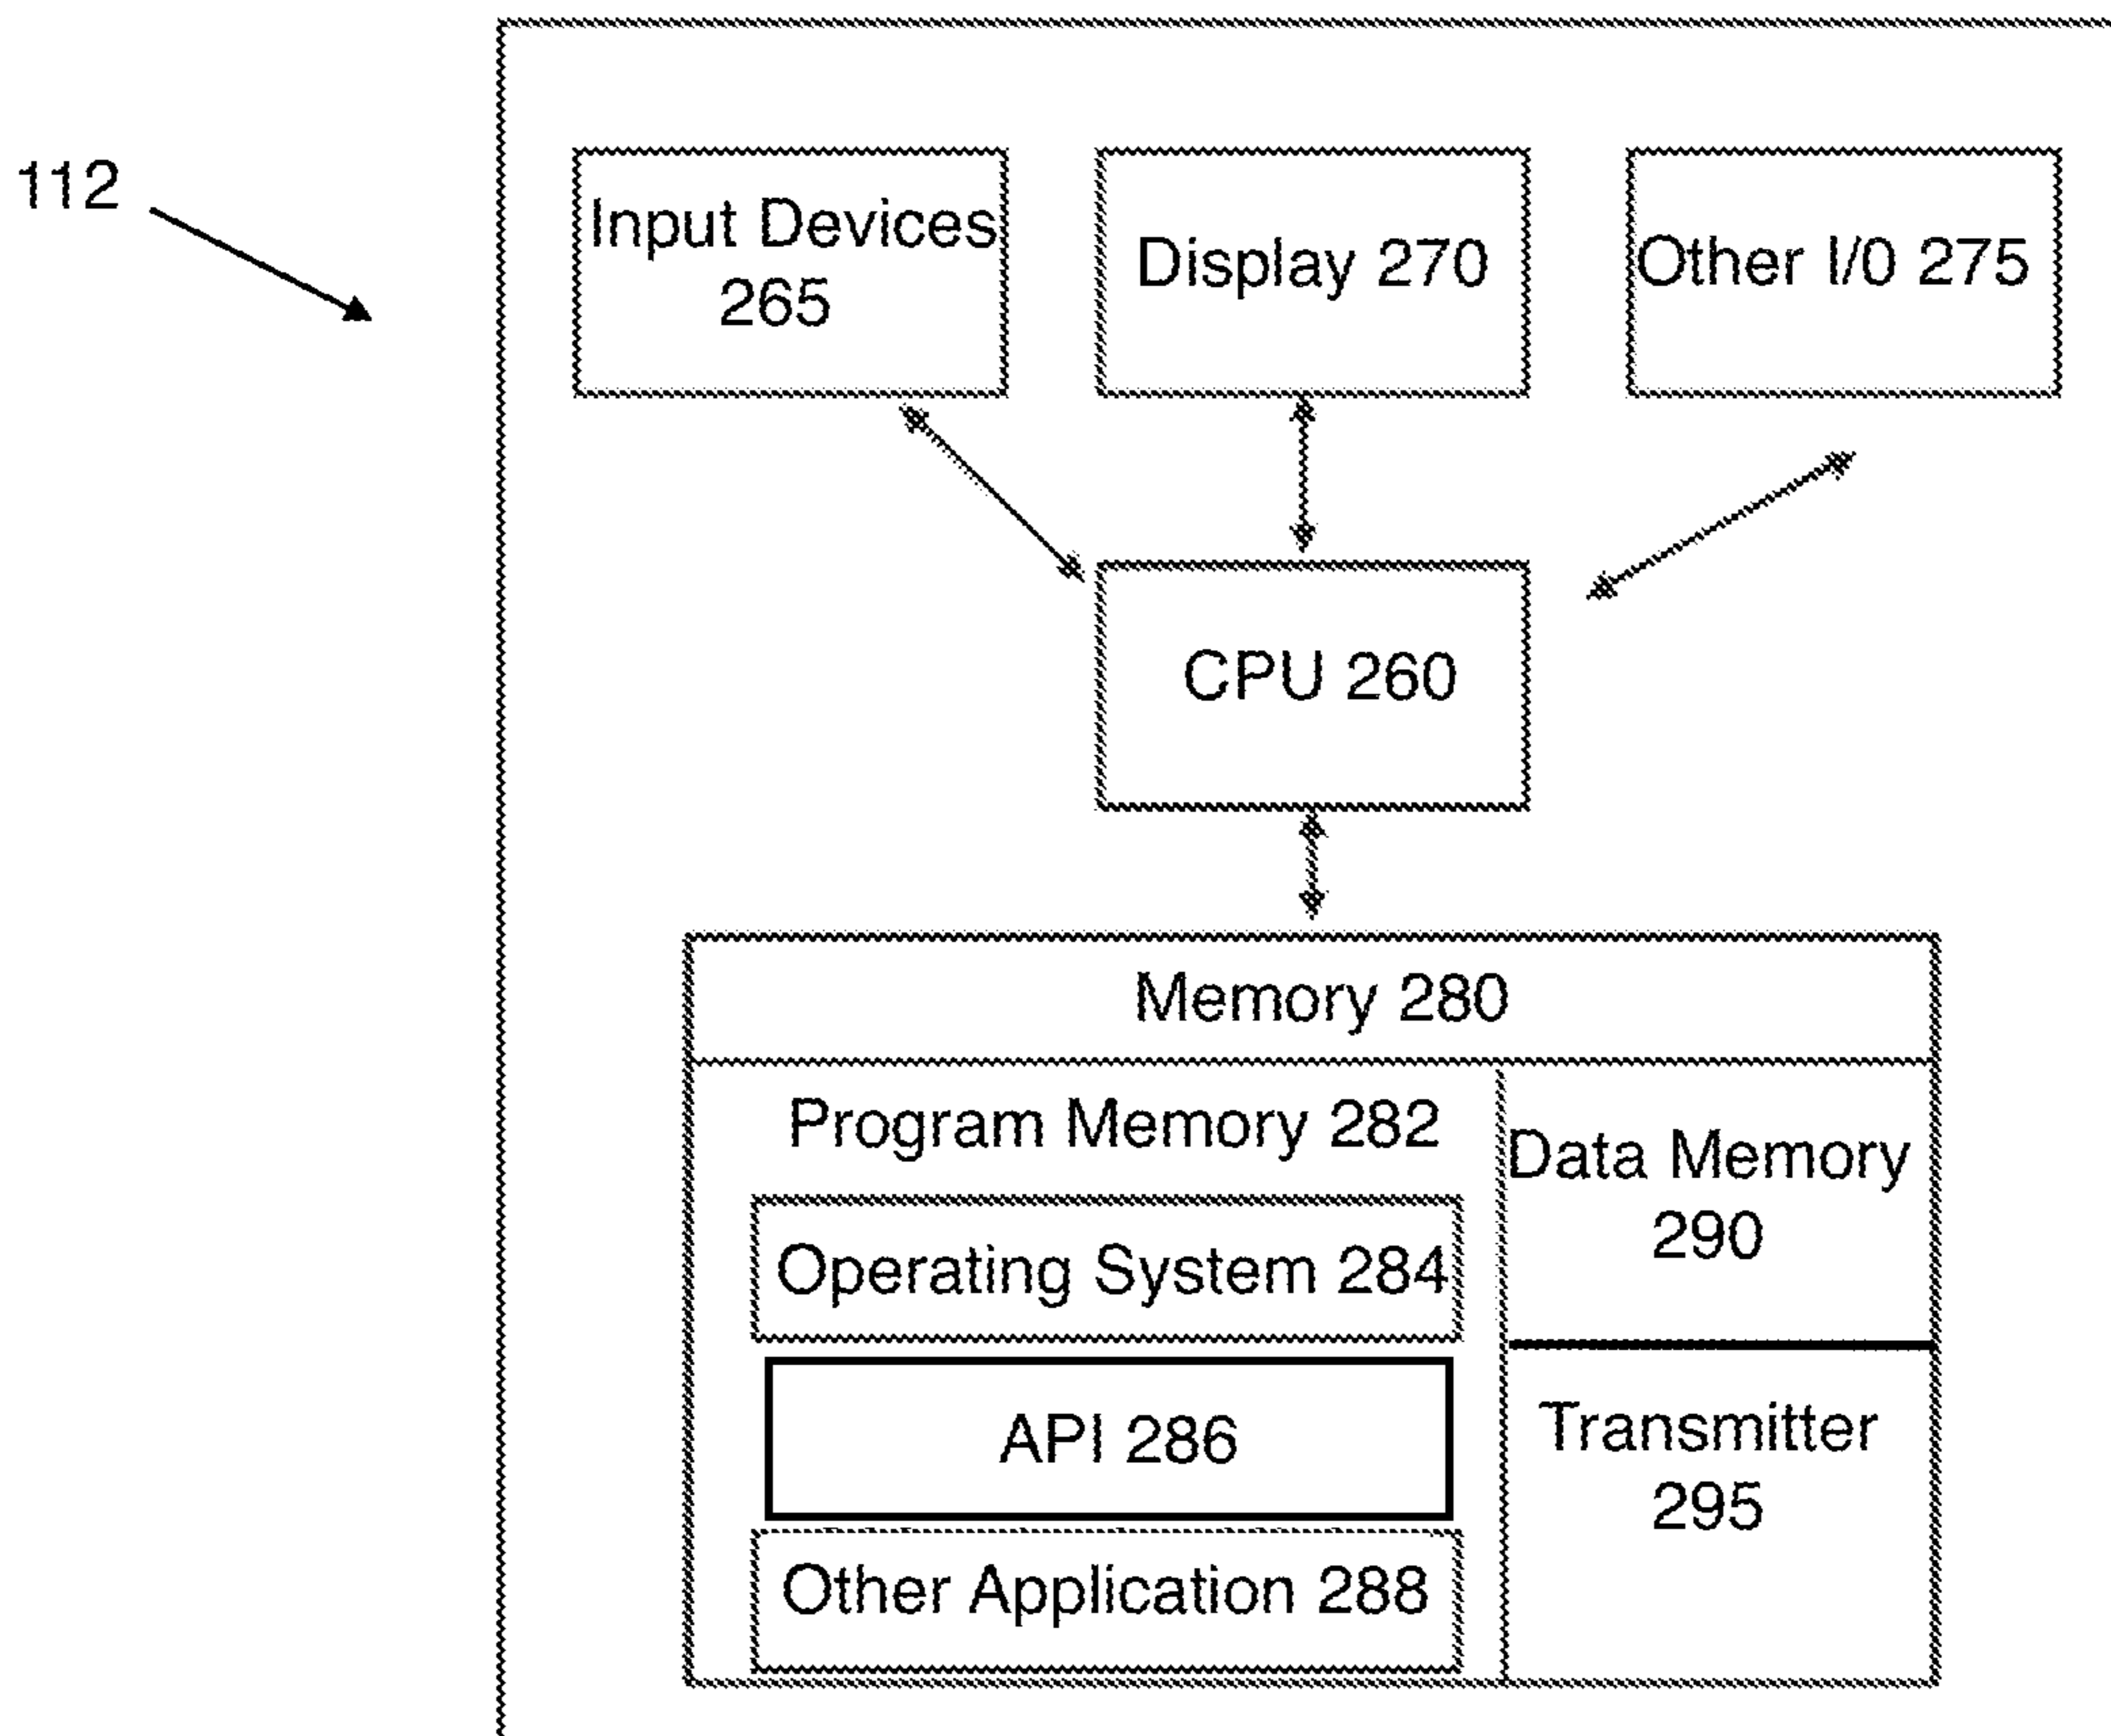 112
Input Devices
265
Display 270
Other I/0 275
CPU 260
Memory 280
Program Memory 282
Operating System 284
API 286
Other Application 288
Data Memory
290
Transmitter
295